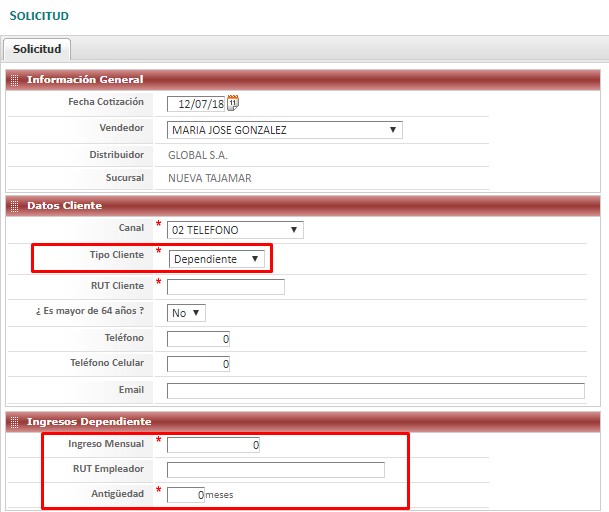 SOLICITUD
Solicitud
Información General
Fecha Cotización 12/07/18 11
Vendedor MARIA JOSE GONZALEZ
Distribuidor GLOBAL S.A.
Sucursal NUEVA TAJAMAR
Datos Cliente
Canal * 02 TELEFONO
Tipo Cliente * Dependiente
RUT Cliente *
¿ Es mayor de 64 años ? No
Teléfono 0
Teléfono Celular 0
Email
Ingresos Dependiente
Ingreso Mensual * 0
RUT Empleador
Antigüedad * 0 meses